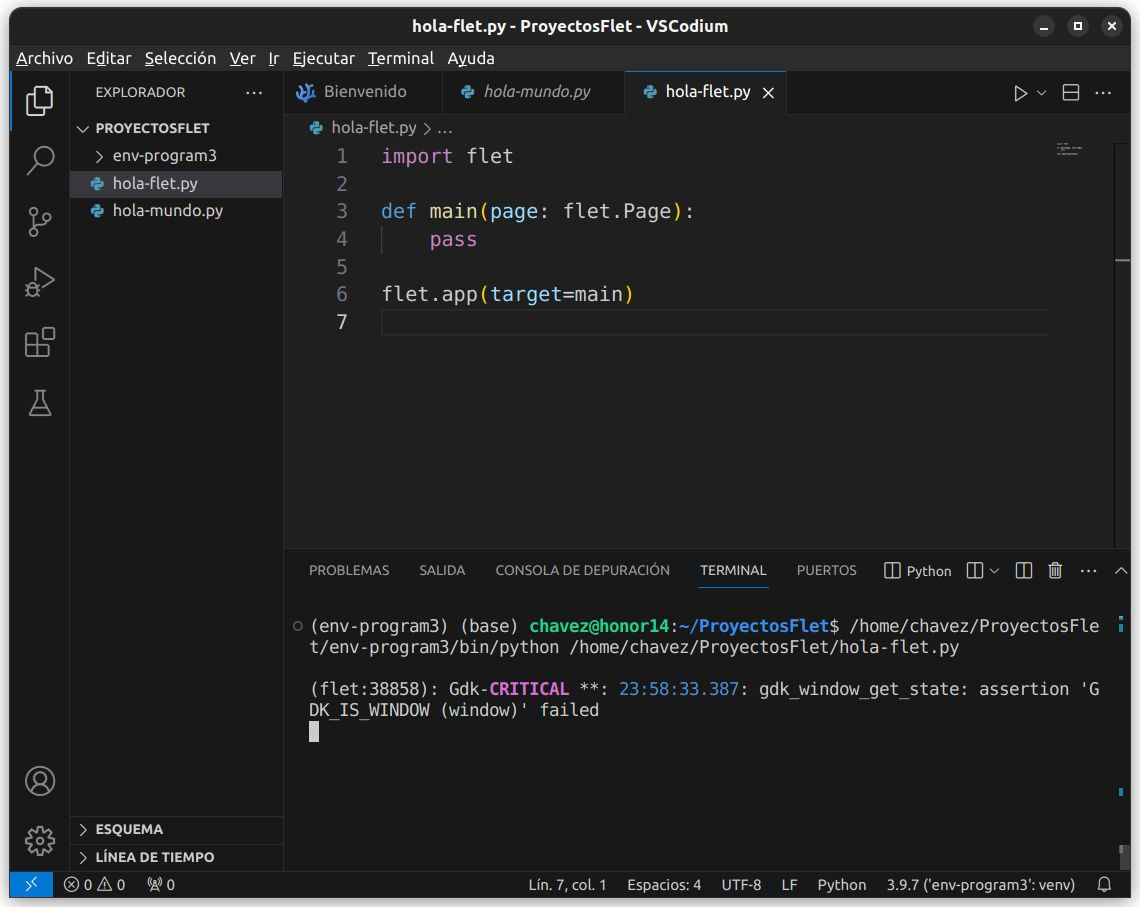 hola-flet.py - ProyectosFlet - VSCodium
Archivo Editar Selección Ver Ir Ejecutar Terminal Ayuda
EXPLORADOR
PROYECTOSFLET
env-program3
hola-flet.py
hola-mundo.py
ESQUEMA
LÍNEA DE TIEMPO
Bienvenido hola-mundo.py hola-flet.py
hola-flet.py > ...
1 import flet
2
3 def main(page: flet.Page):
4     pass
5
6 flet.app(target=main)
7
PROBLEMAS SALIDA CONSOLA DE DEPURACIÓN TERMINAL PUERTOS Python
(env-program3) (base) chavez@honor14:~/ProyectosFlet$ /home/chavez/ProyectosFle
t/env-program3/bin/python /home/chavez/ProyectosFlet/hola-flet.py
(flet:38858): Gdk-CRITICAL **: 23:58:33.387: gdk_window_get_state: assertion 'G
DK_IS_WINDOW (window)' failed
0 0 0 Lín. 7, col. 1 Espacios: 4 UTF-8 LF Python 3.9.7 ('env-program3': venv)